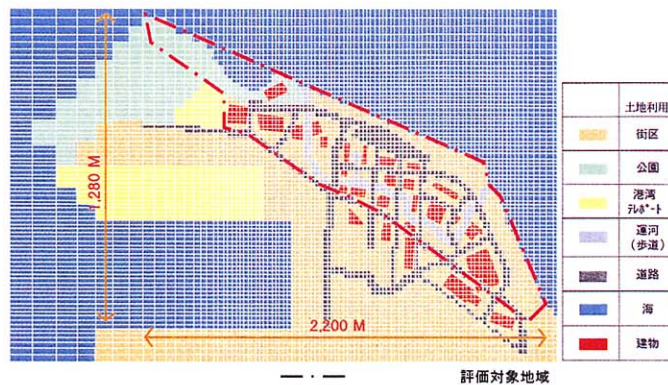 1,280 M
2,200 M
土地利用
街区
公園
港湾
テレポート
運河
(歩道)
道路
海
建物
評価対象地域